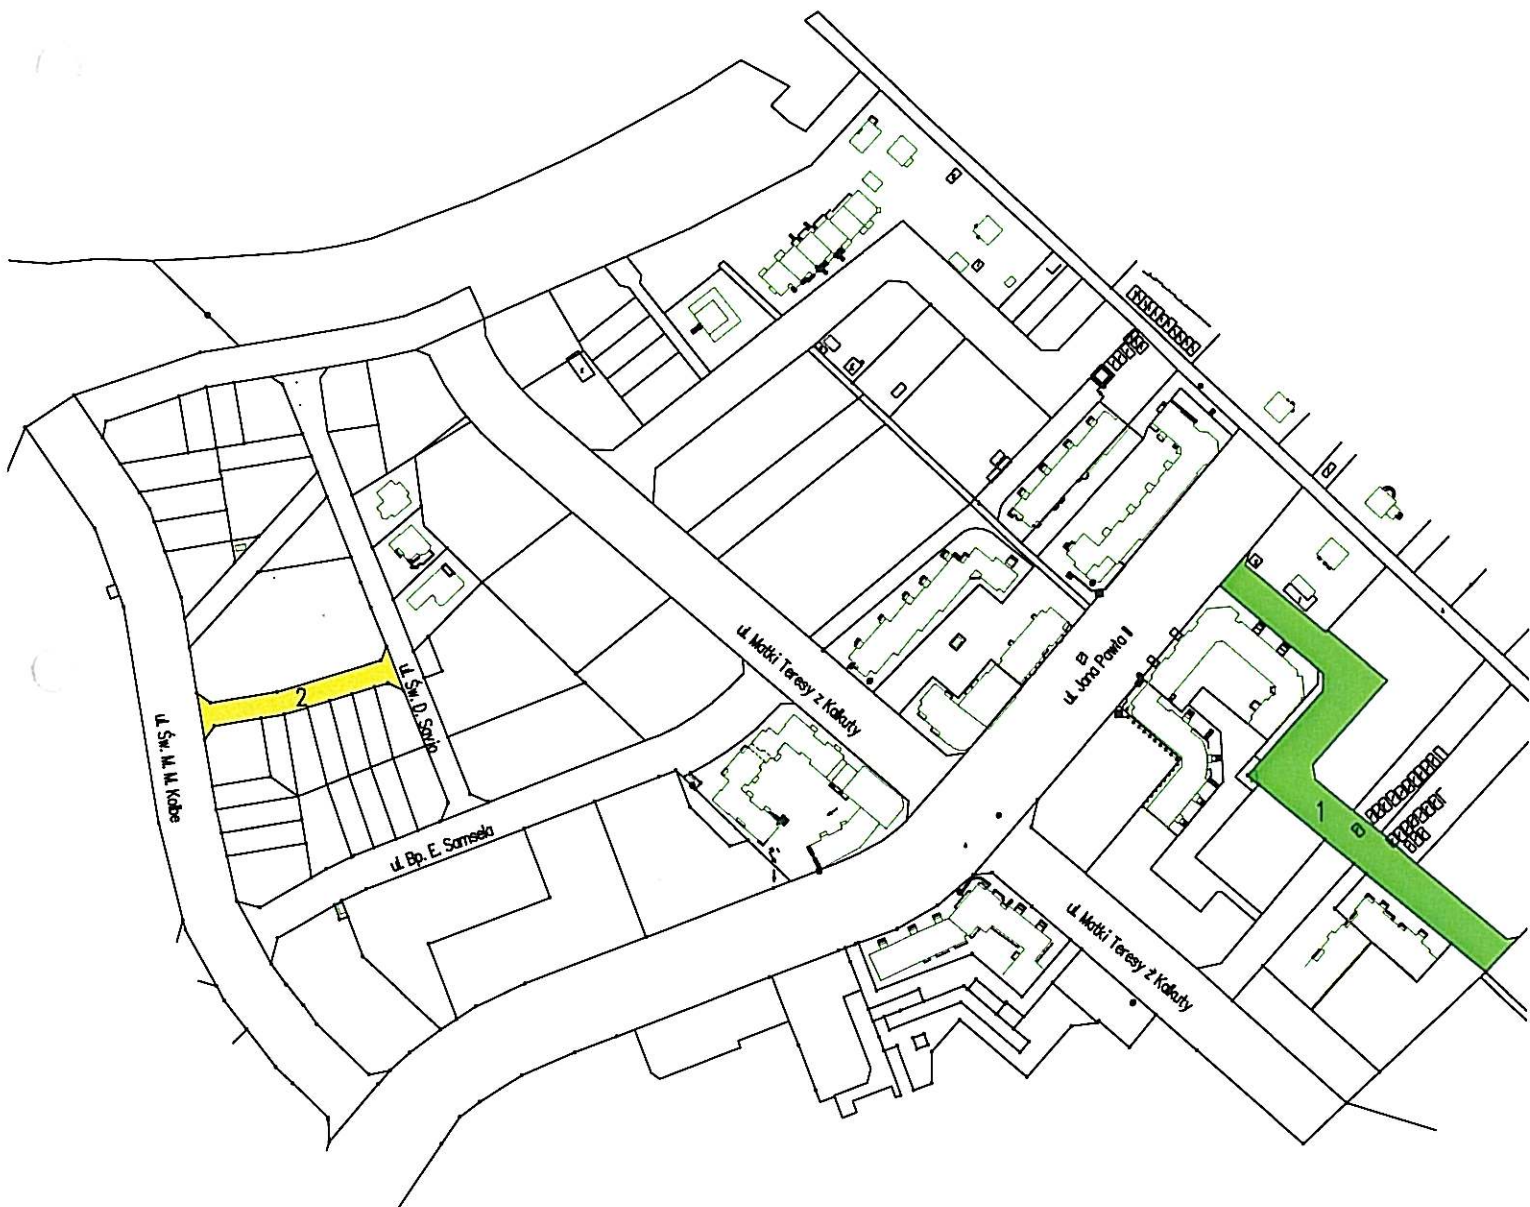 ul. Matki Teresy z Kalkuty
ul. Jana Pawła II
2
ul. Św. D. Savio
ul. Św. M. M. Kolbe
1
ul. Bp. E. Samsela
ul. Matki Teresy z Kalkuty